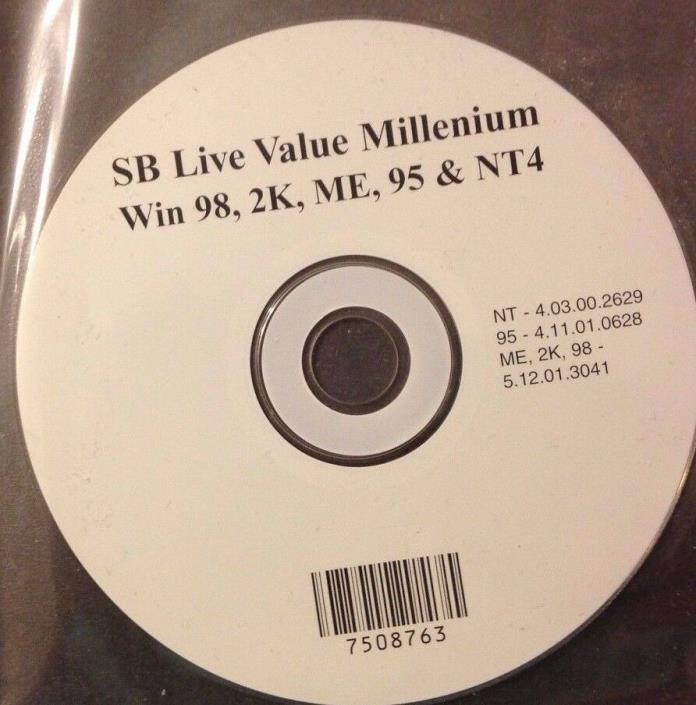 SB Live Value Millenium
Win 98, 2K, ME, 95 & NT4
NT - 4.03.00.2629
95 - 4.11.01.0628
ME, 2K, 98 -
5.12.01.3041
7508763